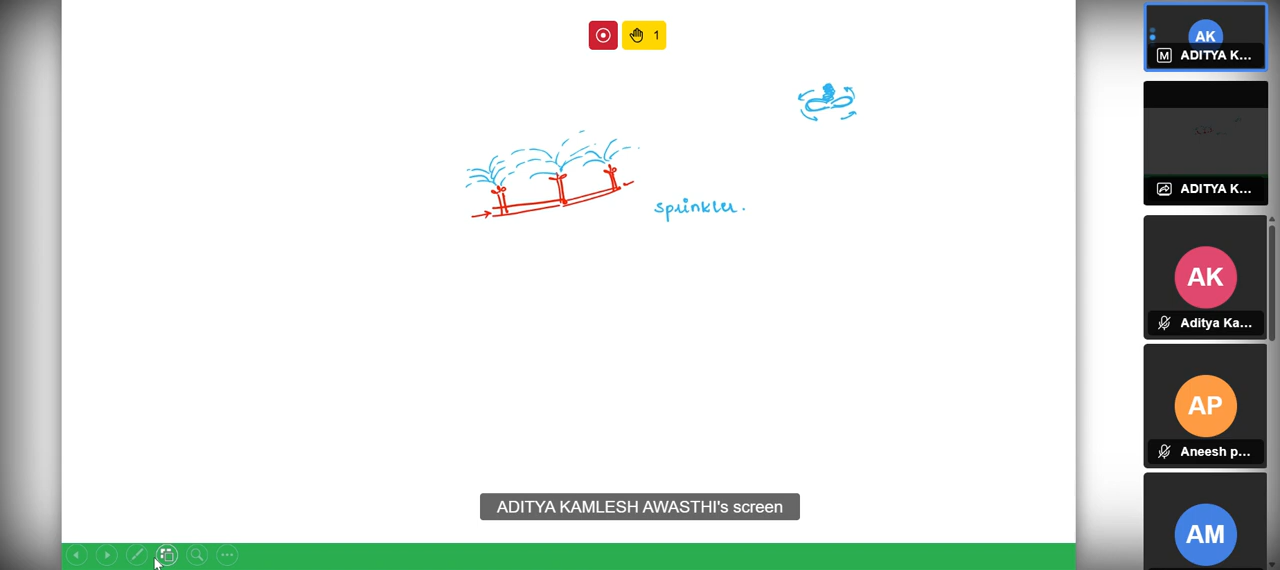 1
AK
M ADITYA K...
ADITYA K...
sprinkler.
AK
Aditya Ka...
AP
Aneesh p...
ADITYA KAMLESH AWASTHI's screen
AM